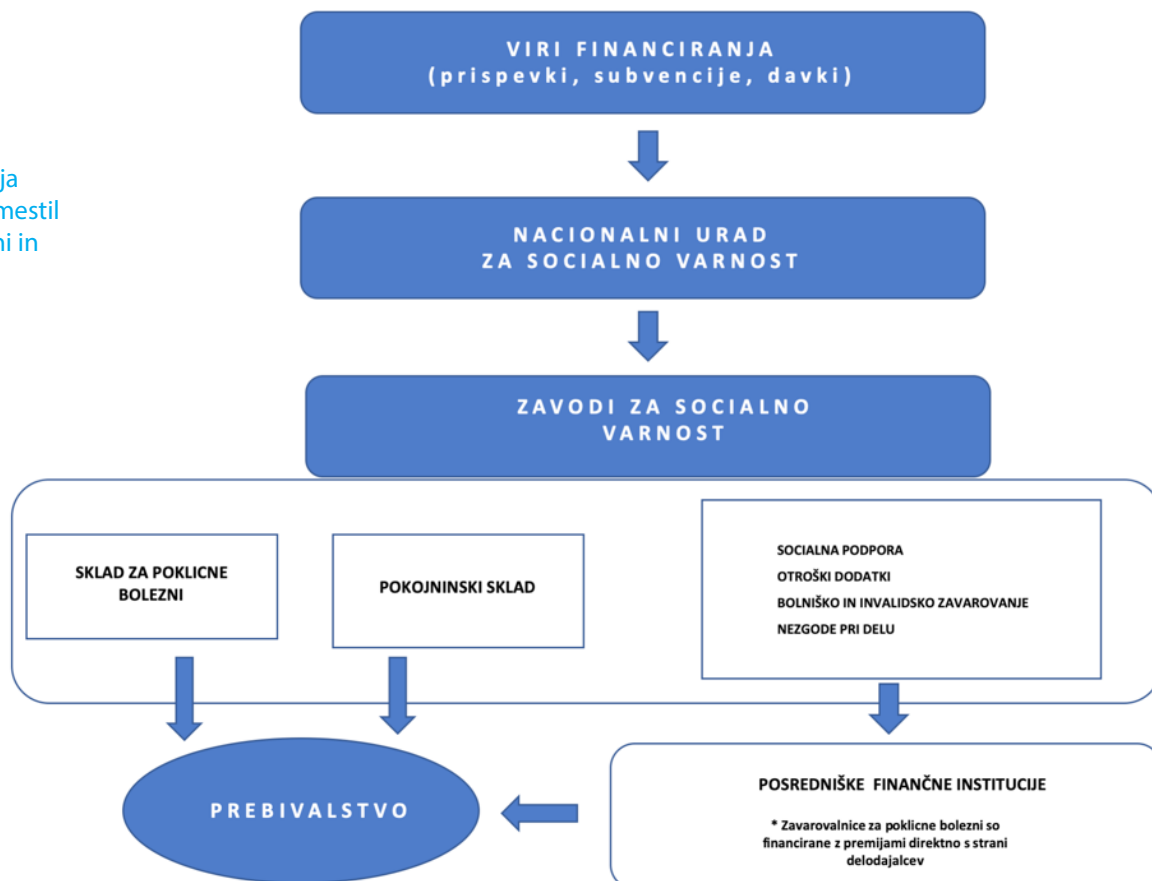 VIRI FINANCIRANJA
(prispevki, subvencije, davki)
ja
mestil
ni in
NACIONALNI URAD
ZA SOCIALNO VARNOST
ZAVODI ZA SOCIALNO
VARNOST
SKLAD ZA POKLICNE
BOLEZNI
POKOJNINSKI SKLAD
SOCIALNA PODPORA
OTROŠKI DODATKI
BOLNIŠKO IN INVALIDSKO ZAVAROVANJE
NEZGODE PRI DELU
PREBIVALSTVO
POSREDNIŠKE FINANČNE INSTITUCIJE
* Zavarovalnice za poklicne bolezni so
financirane z premijami direktno s strani
delodajalcev